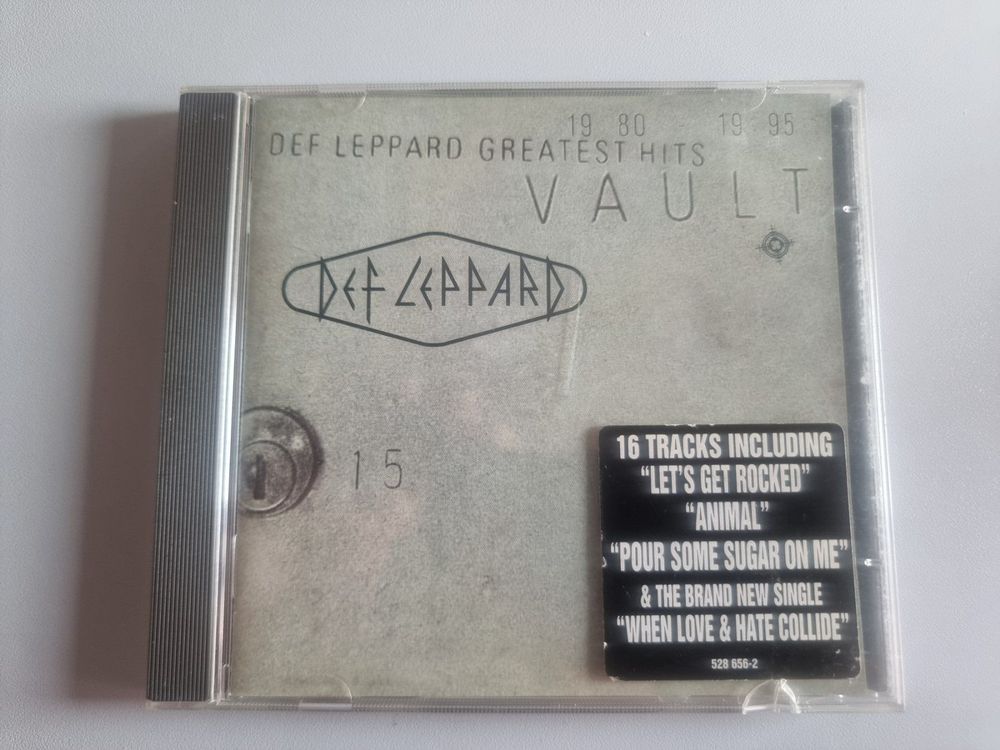 19 80 - 19 95
DEF LEPPARD GREATEST HITS
VAULT
DEF LEPPARD
15
16 TRACKS INCLUDING
"LET'S GET ROCKED"
"ANIMAL"
"POUR SOME SUGAR ON ME"
& THE BRAND NEW SINGLE
"WHEN LOVE & HATE COLLIDE"
528 656-2